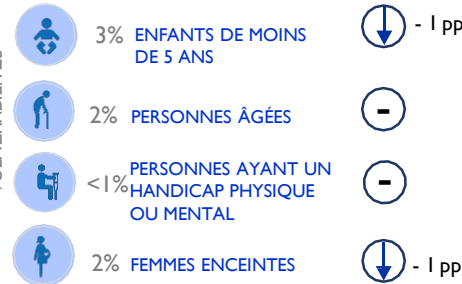 3% ENFANTS DE MOINS
DE 5 ANS
- 1 pp
2% PERSONNES ÂGÉES
-
<1% PERSONNES AYANT UN
HANDICAP PHYSIQUE
OU MENTAL
-
2% FEMMES ENCEINTES
- 1 pp